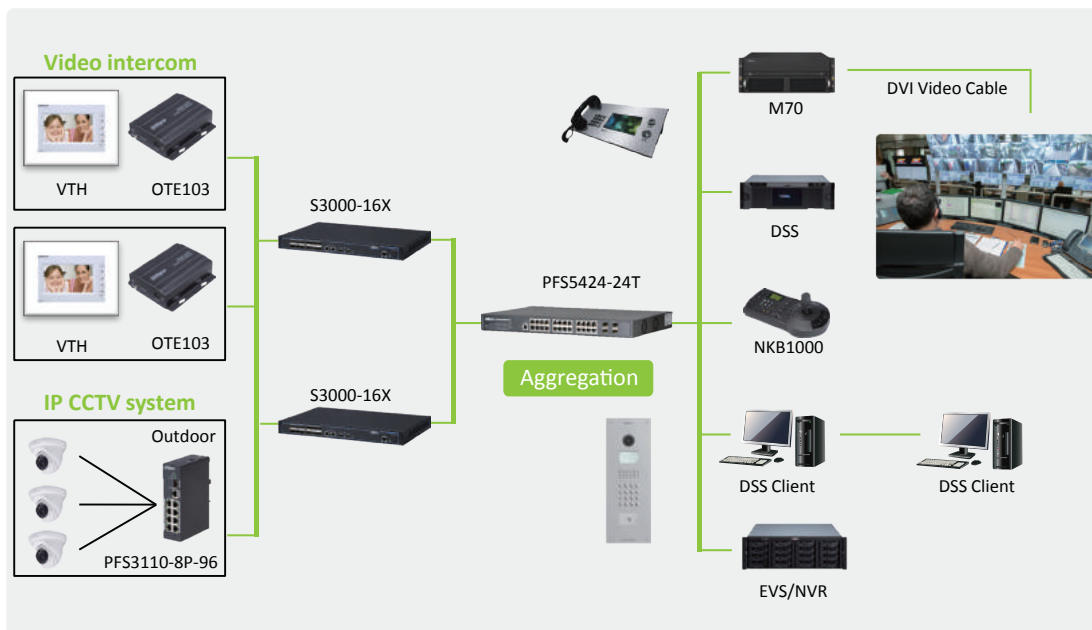 Video intercom
VTH
OTE103
VTH
OTE103
IP CCTV system
Outdoor
PFS3110-8P-96
S3000-16X
S3000-16X
PFS5424-24T
Aggregation
M70
DVI Video Cable
DSS
NKB1000
DSS Client
DSS Client
EVS/NVR